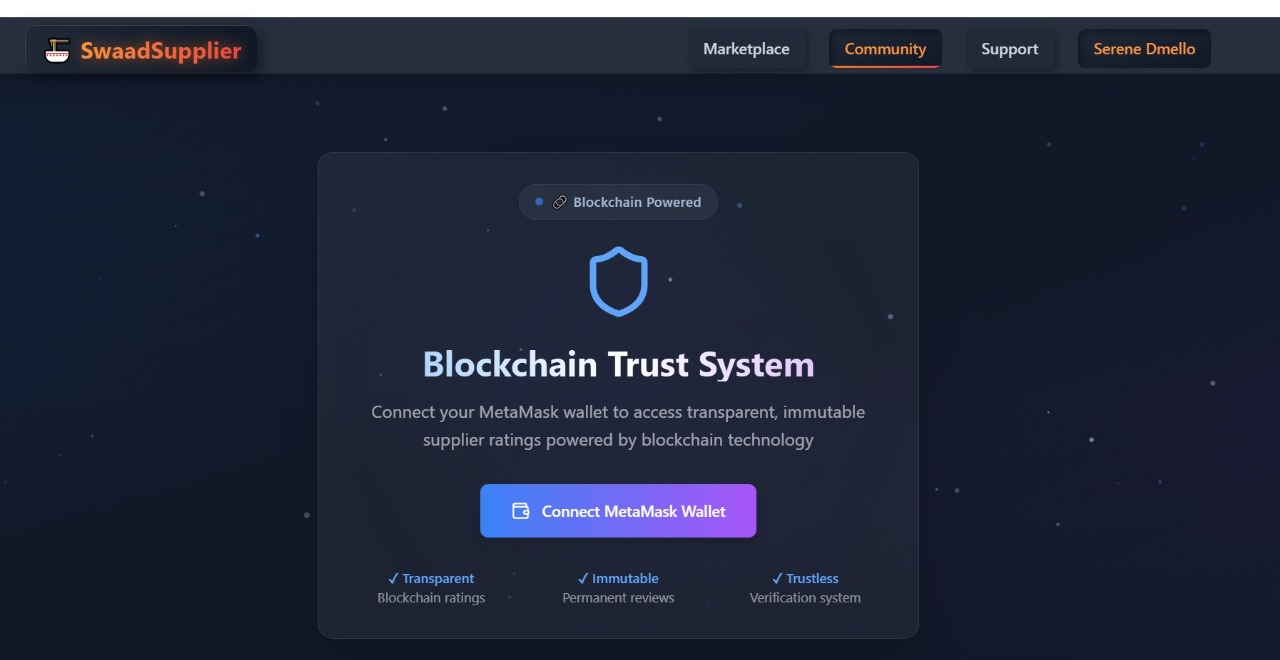 SwaadSupplier
Marketplace
Community
Support
Serene Dmello
Blockchain Powered
Blockchain Trust System
Connect your MetaMask wallet to access transparent, immutable
supplier ratings powered by blockchain technology
Connect MetaMask Wallet
✓ Transparent
Blockchain ratings
✓ Immutable
Permanent reviews
✓ Trustless
Verification system